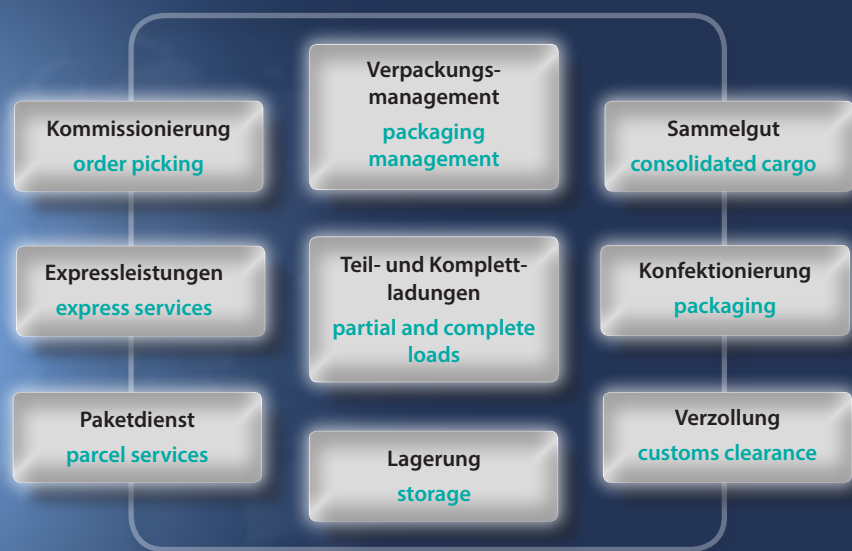 Kommissionierung
order picking
Verpackungs-
management
packaging
management
Sammelgut
consolidated cargo
Expressleistungen
express services
Teil- und Komplett-
ladungen
partial and complete
loads
Konfektionierung
packaging
Paketdienst
parcel services
Lagerung
storage
Verzollung
customs clearance